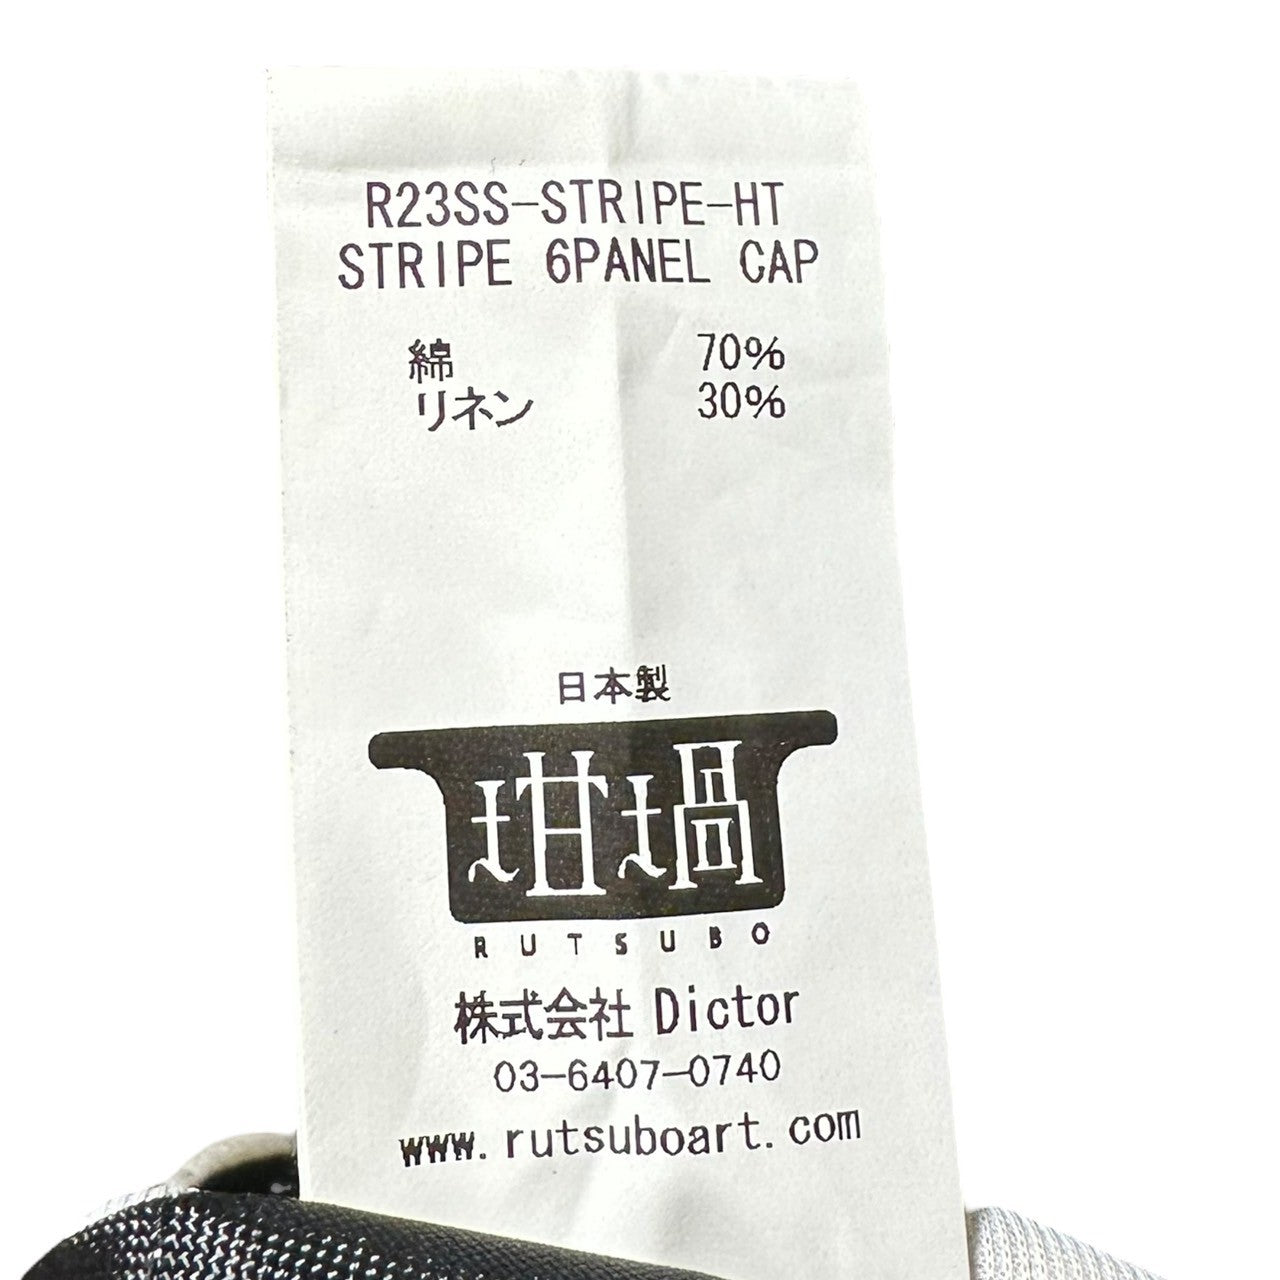 R23SS-STRIPE-HT
STRIPE 6PANEL CAP
綿 70%
リネン 30%
日本製
坩堝
RUTSUBO
株式会社 Dictor
03-6407-0740
www.rutsuboart.com